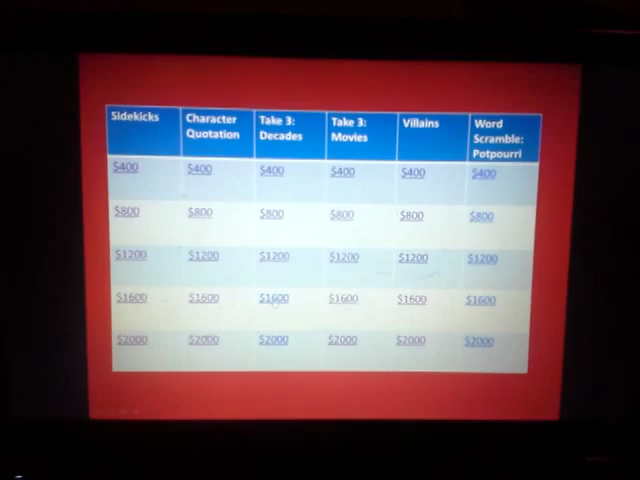 Sidekicks Character Quotation Take 3: Decades Take 3: Movies Villains Word Scramble: Potpourri
$400 $400 $400 $400 $400 $400
$800 $800 $800 $800 $800 $800
$1200 $1200 $1200 $1200 $1200 $1200
$1600 $1600 $1600 $1600 $1600 $1600
$2000 $2000 $2000 $2000 $2000 $2000